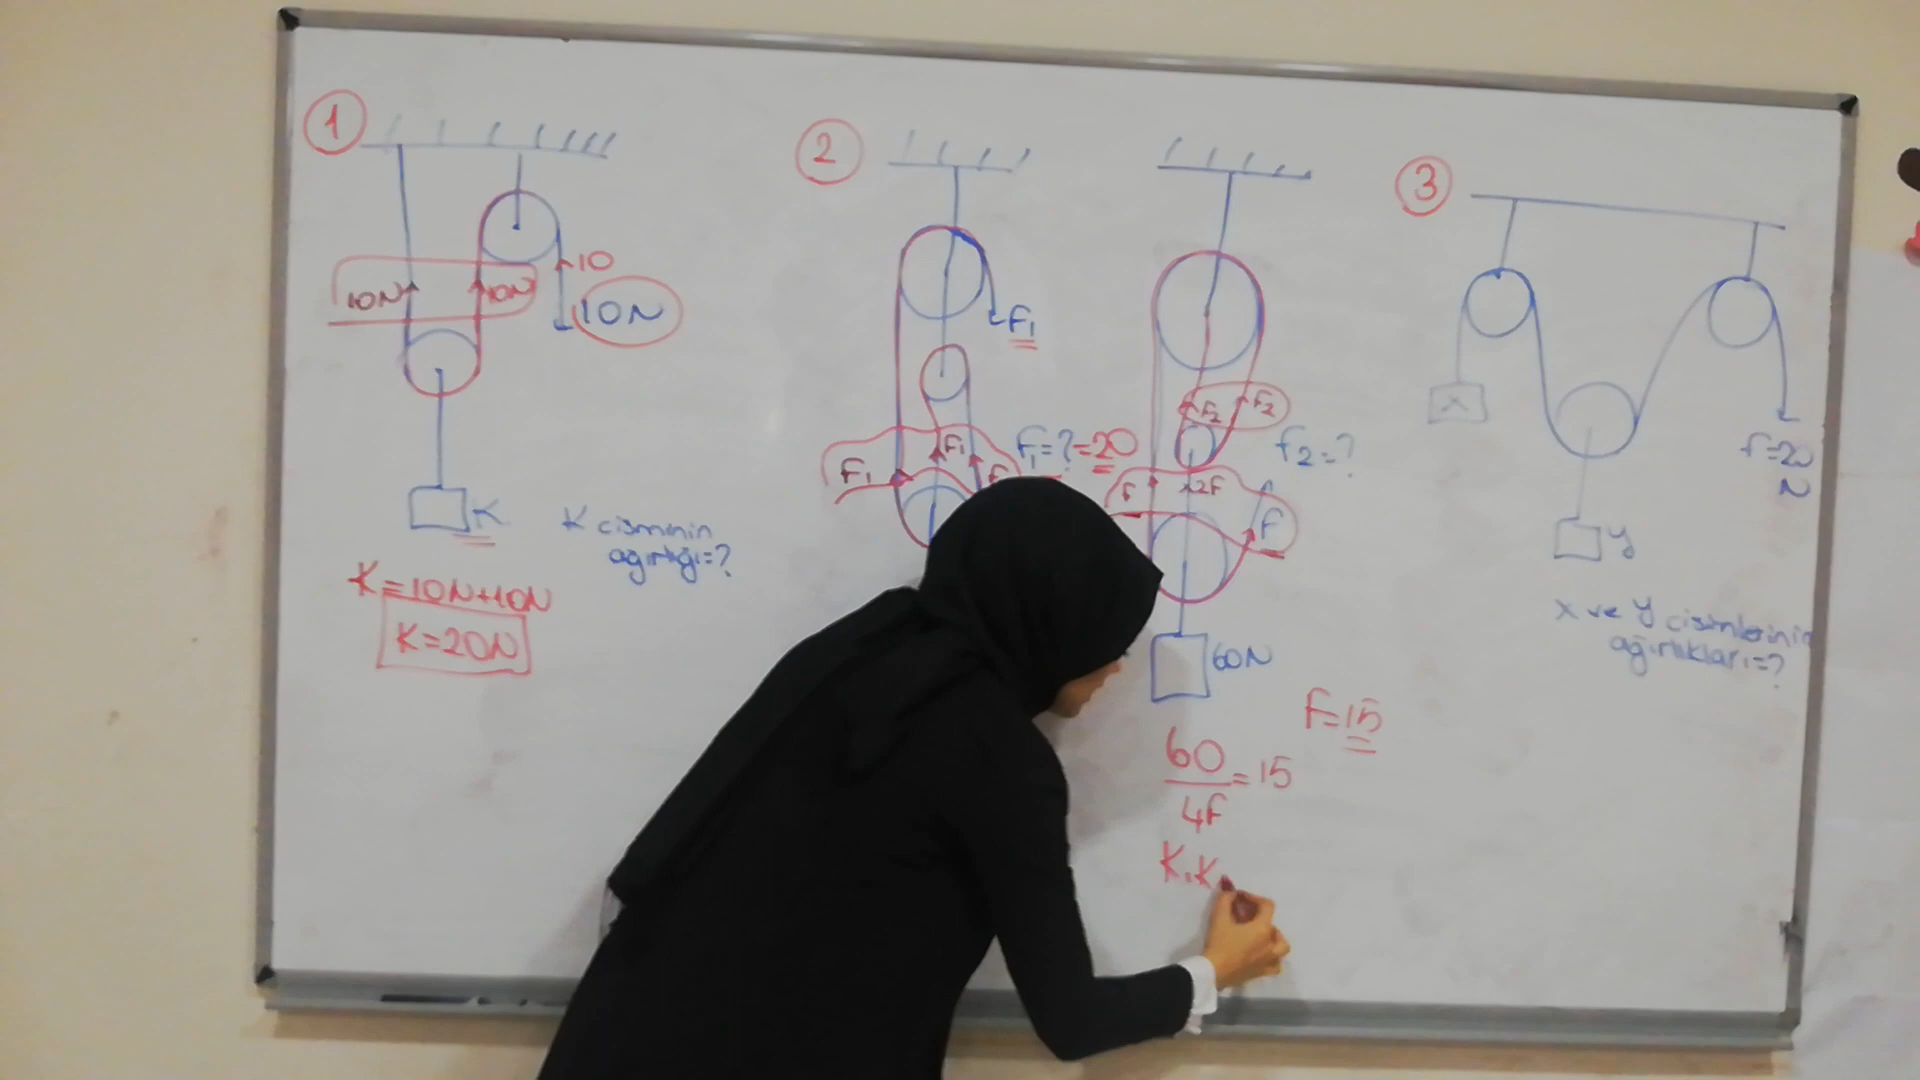 1
10N
10N
10
10N
K
K cisminin
ağırlığı=?
K=10N+10N
K=20N
2
F₁
F₁
F₁
F₁=?=20
F₂
F₂
F₂=?
F
2F
F
60N
F=15
60
4F
=15
K.K
3
X
F=20
N
y
X ve y cisimlerinin
ağırlıkları=?